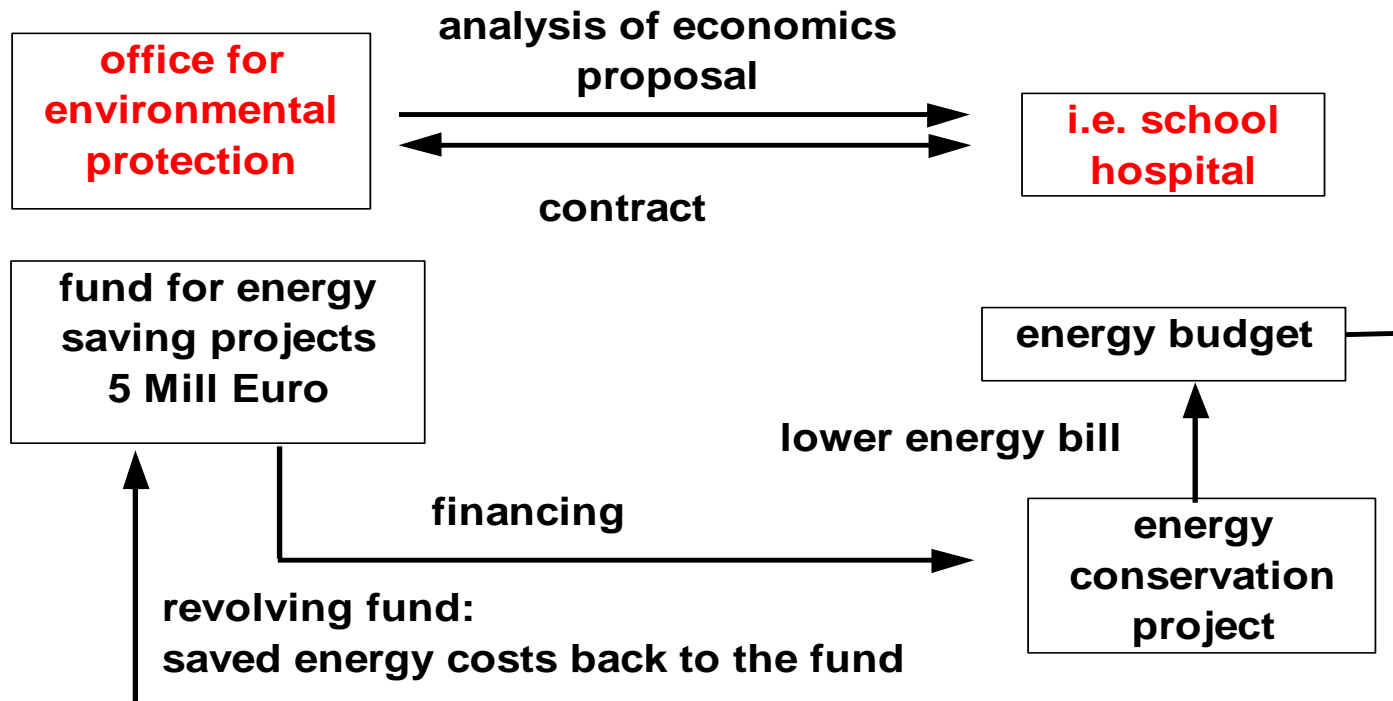 office for
environmental
protection
analysis of economics
proposal
i.e. school
hospital
contract
fund for energy
saving projects
5 Mill Euro
energy budget
lower energy bill
financing
energy
conservation
project
revolving fund:
saved energy costs back to the fund